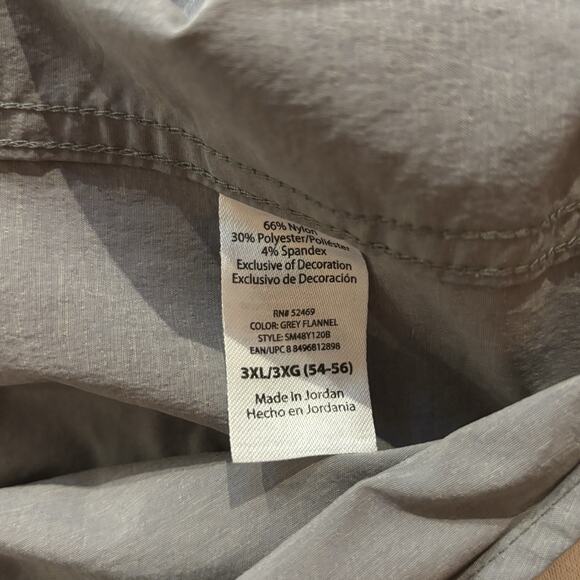 66% Nylon
30% Polyester/Poliéster
4% Spandex
Exclusive of Decoration
Exclusivo de Decoración
RN# 52469
COLOR: GREY FLANNEL
STYLE: SM48Y120B
EAN/UPC 8 8496812898
3XL/3XG (54-56)
Made in Jordan
Hecho en Jordania